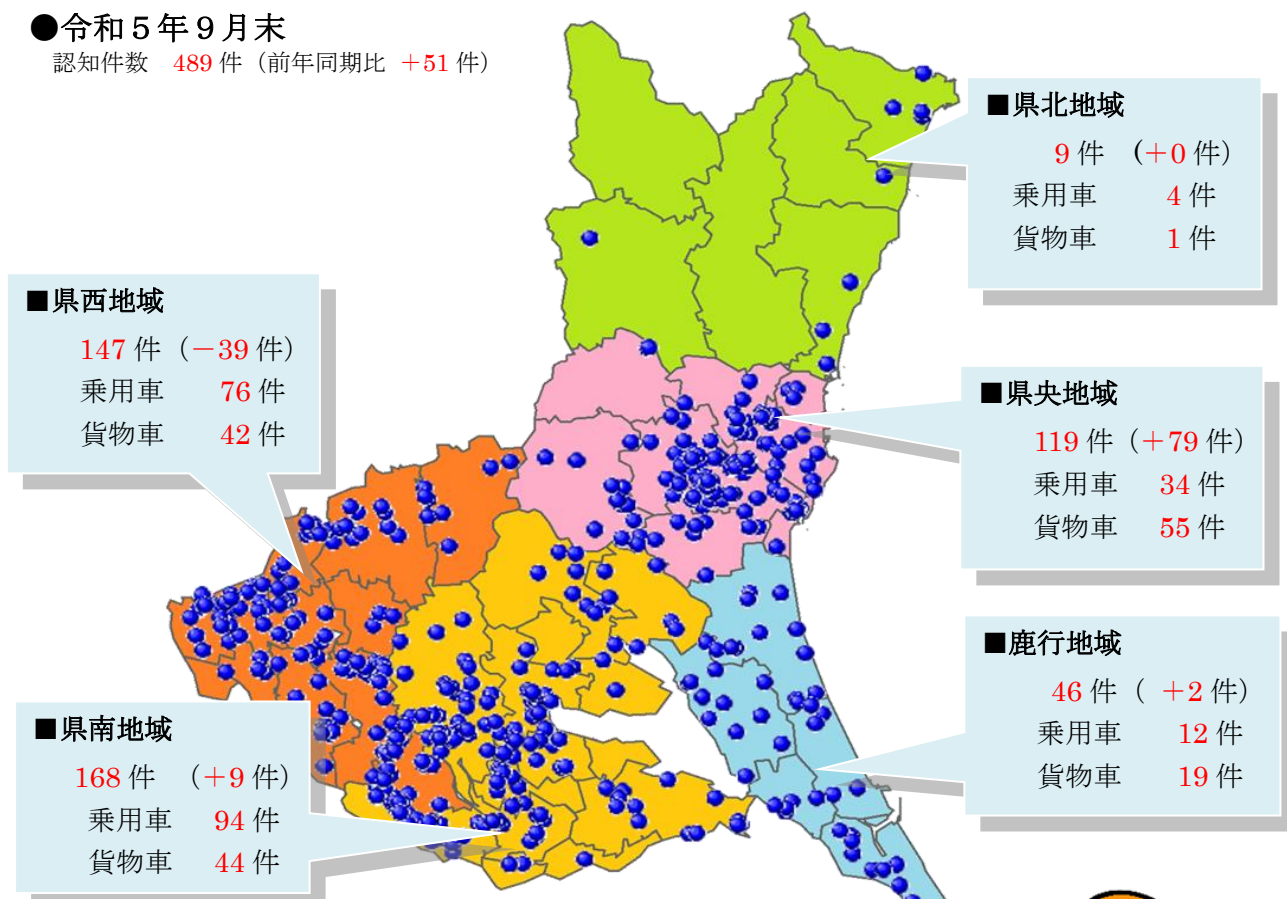 ●令和５年９月末
認知件数 489 件（前年同期比 ＋51 件）
■県北地域
9 件 （＋0 件）
乗用車 4 件
貨物車 1 件
■県西地域
147 件（－39 件）
乗用車 76 件
貨物車 42 件
■県央地域
119 件（＋79 件）
乗用車 34 件
貨物車 55 件
■鹿行地域
46 件（ ＋2 件）
乗用車 12 件
貨物車 19 件
■県南地域
168 件 （＋9 件）
乗用車 94 件
貨物車 44 件